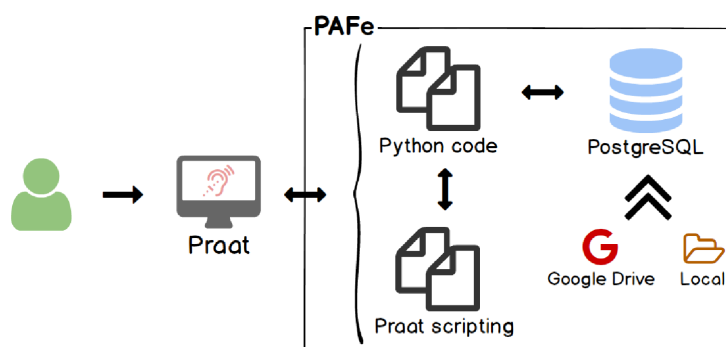 PAFe
Python code
PostgreSQL
Praat
G
Google Drive
Local
Praat scripting